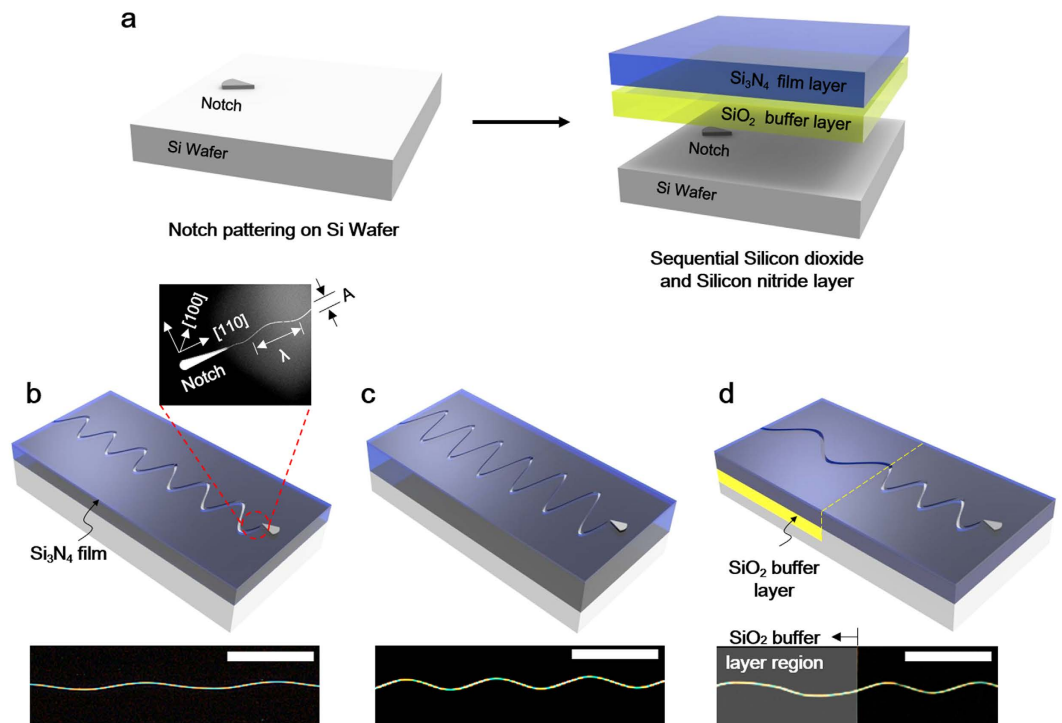 a
Notch
Si Wafer
Notch pattering on Si Wafer
Si₃N₄ film layer
SiO₂ buffer layer
Notch
Si Wafer
Sequential Silicon dioxide
and Silicon nitride layer
[100]
[110]
A
λ
Notch
b
Si₃N₄ film
c
d
SiO₂ buffer
layer
SiO₂ buffer
layer region